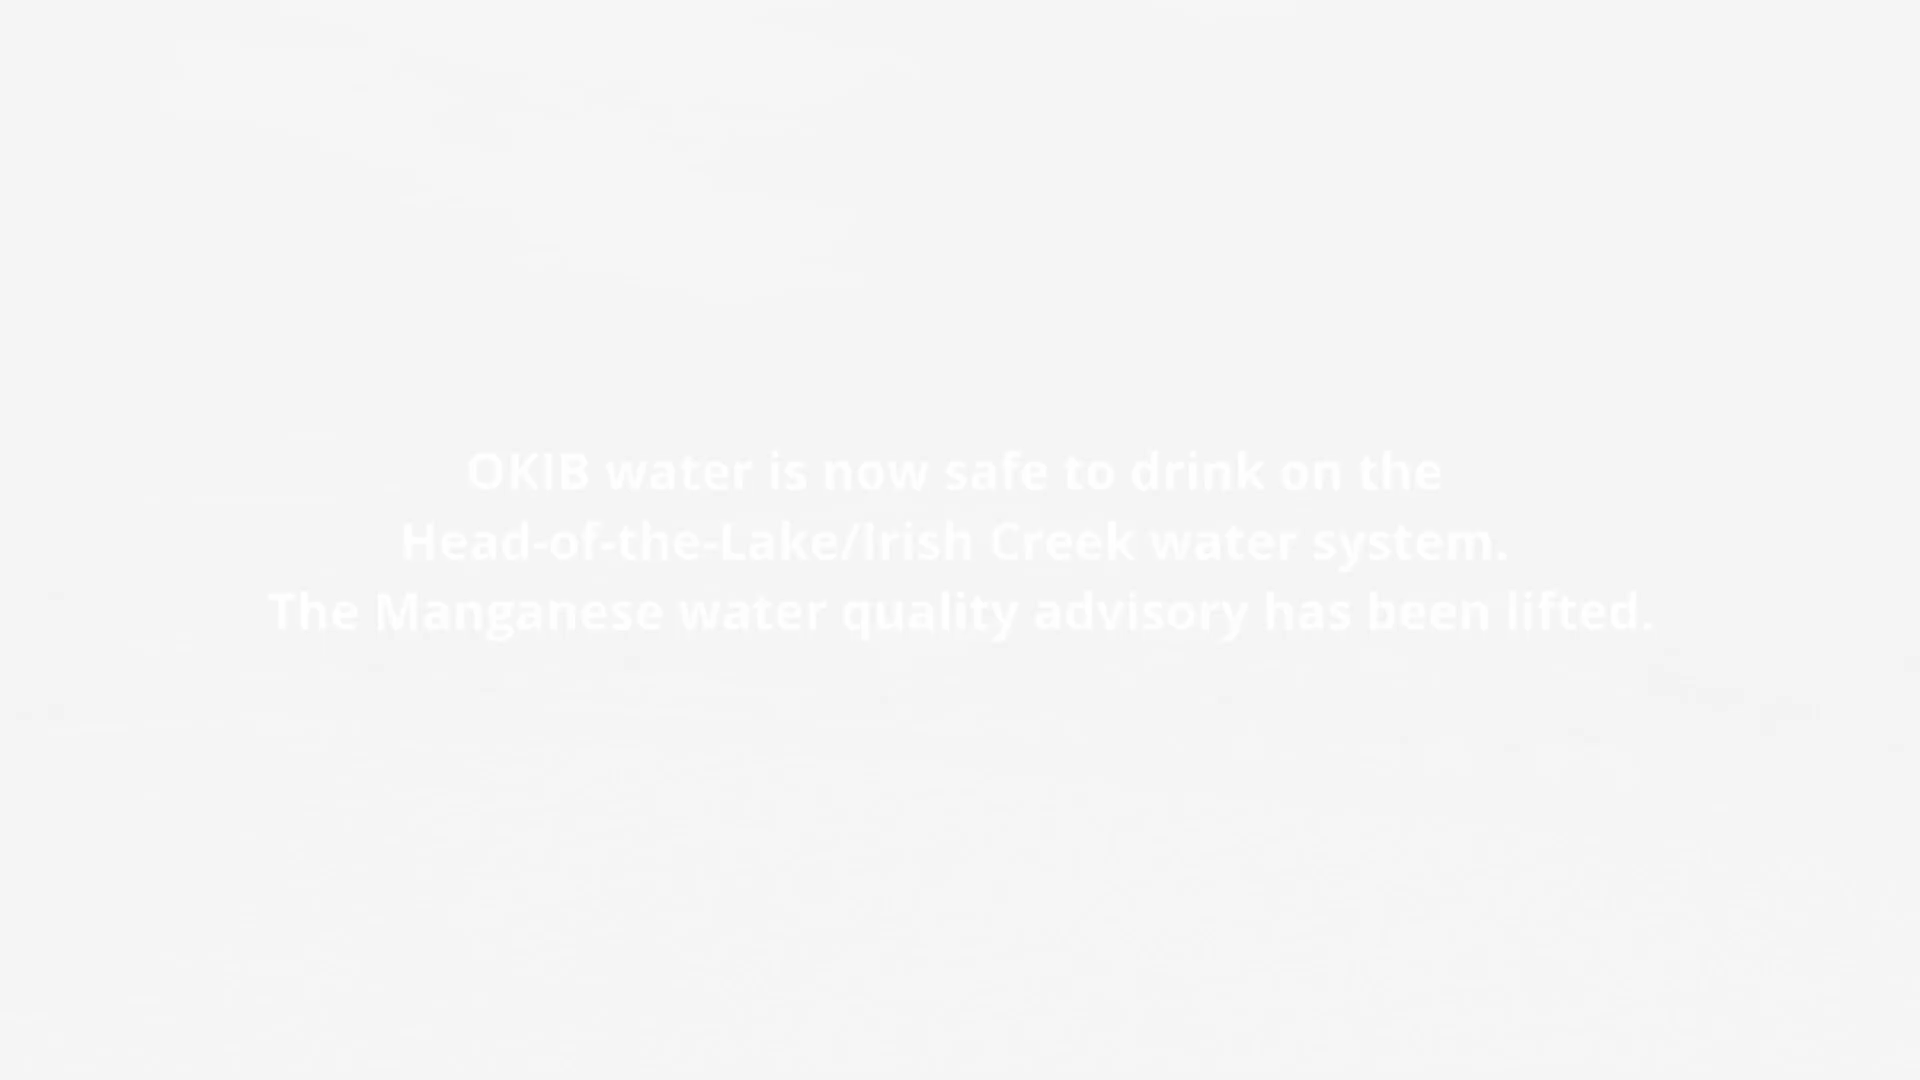 OKIB water is now safe to drink on the
Head-of-the-Lake/Irish Creek water system.
The Manganese water quality advisory has been lifted.